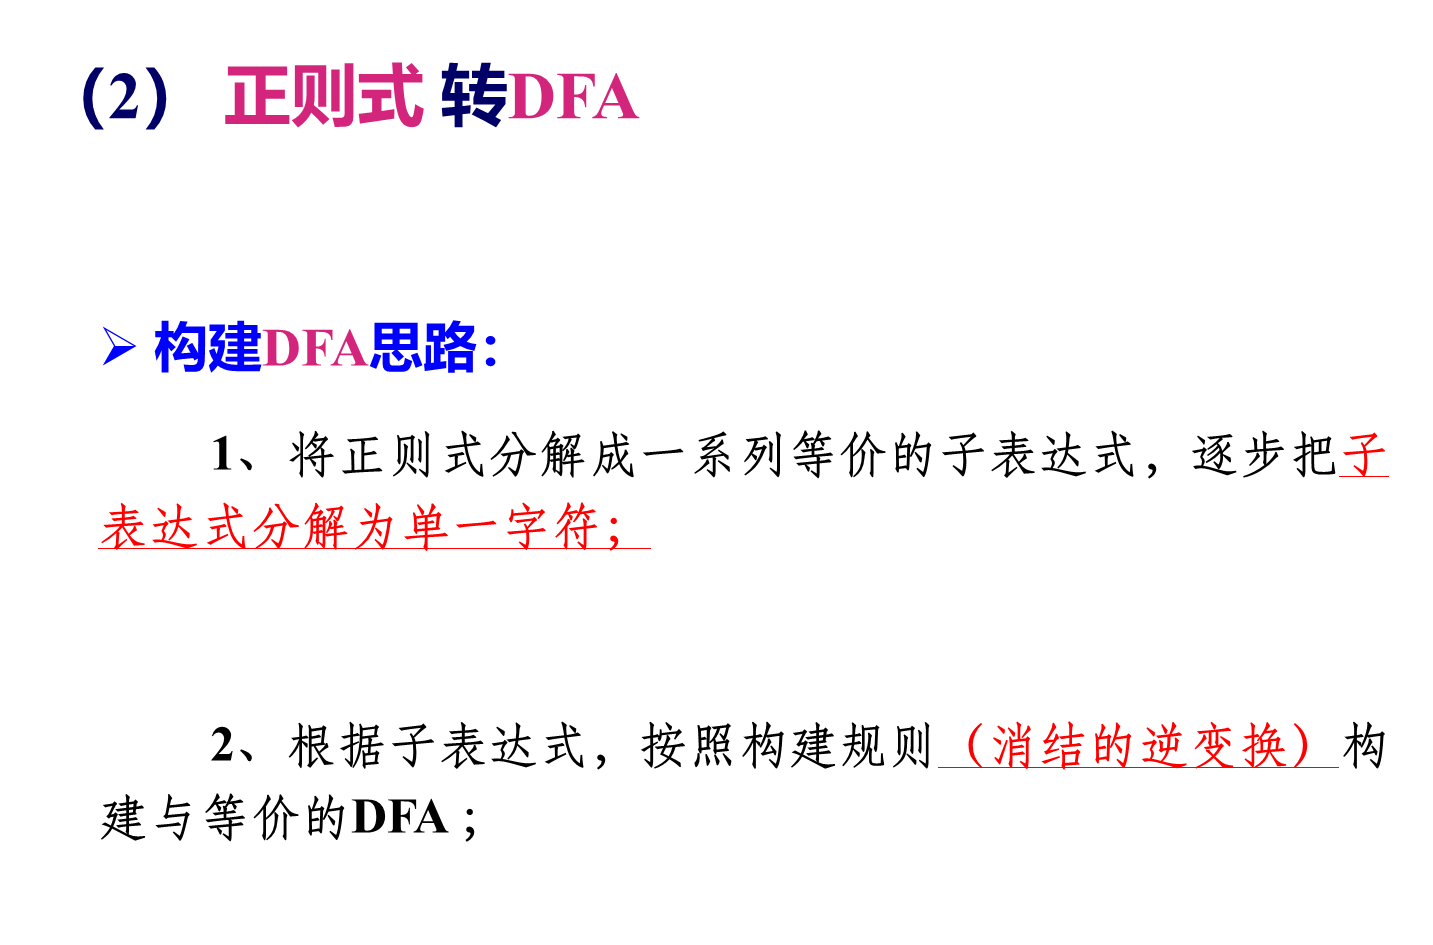 （2） 正则式 转DFA
➢ 构建DFA思路：
1、将正则式分解成一系列等价的子表达式，逐步把子
表达式分解为单一字符；
2、根据子表达式，按照构建规则（消结的逆变换）构
建与等价的DFA；